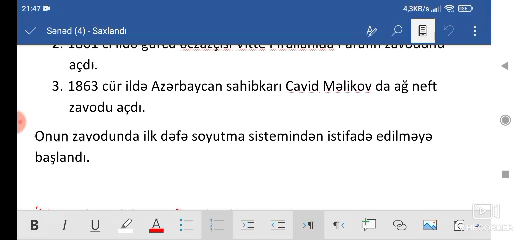 21:47
4,3KB/s
Sənəd (4) - Saxlandı
açdı.
3. 1863 cür ildə Azərbaycan sahibkarı Cavid Məlikov da ağ neft
zavodu açdı.
Onun zavodunda ilk dəfə soyutma sistemindən istifadə edilməyə
başlandı.
B I U A